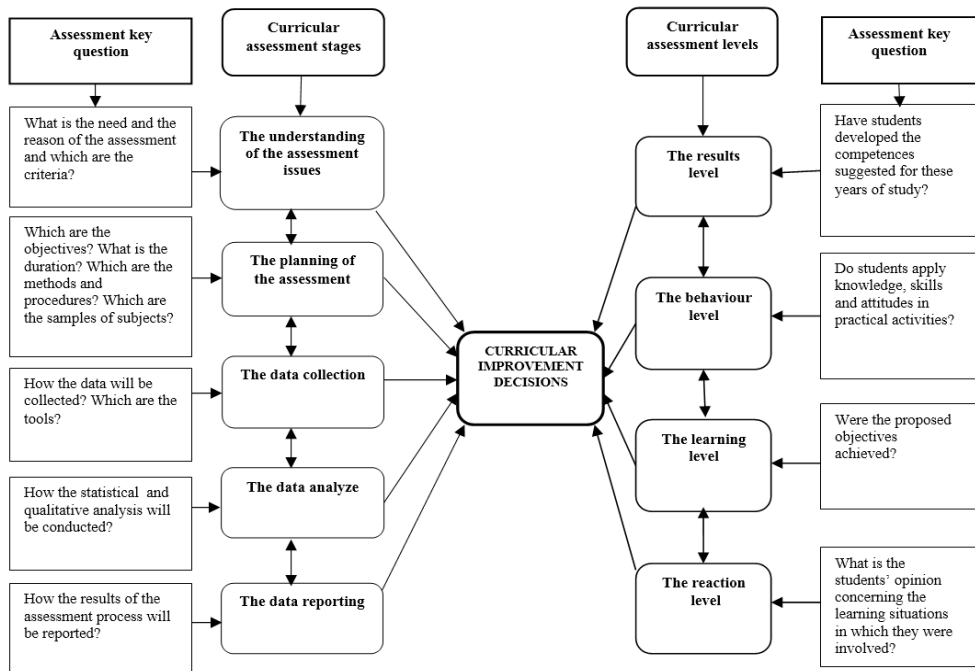 Assessment key
question
What is the need and the
reason of the assessment
and which are the
criteria?
Which are the
objectives? What is the
duration? Which are the
methods and
procedures? Which are
the samples of subjects?
How the data will be
collected? Which are the
tools?
How the statistical and
qualitative analysis will
be conducted?
How the results of the
assessment process will
be reported?
Curricular
assessment stages
The understanding
of the assessment
issues
The planning of
the assessment
The data collection
The data analyze
The data reporting
CURRICULAR
IMPROVEMENT
DECISIONS
Curricular
assessment levels
The results
level
The behaviour
level
The learning
level
The reaction
level
Assessment key
question
Have students
developed the
competences
suggested for these
years of study?
Do students apply
knowledge, skills
and attitudes in
practical activities?
Were the proposed
objectives
achieved?
What is the
students’ opinion
concerning the
learning situations
in which they were
involved?